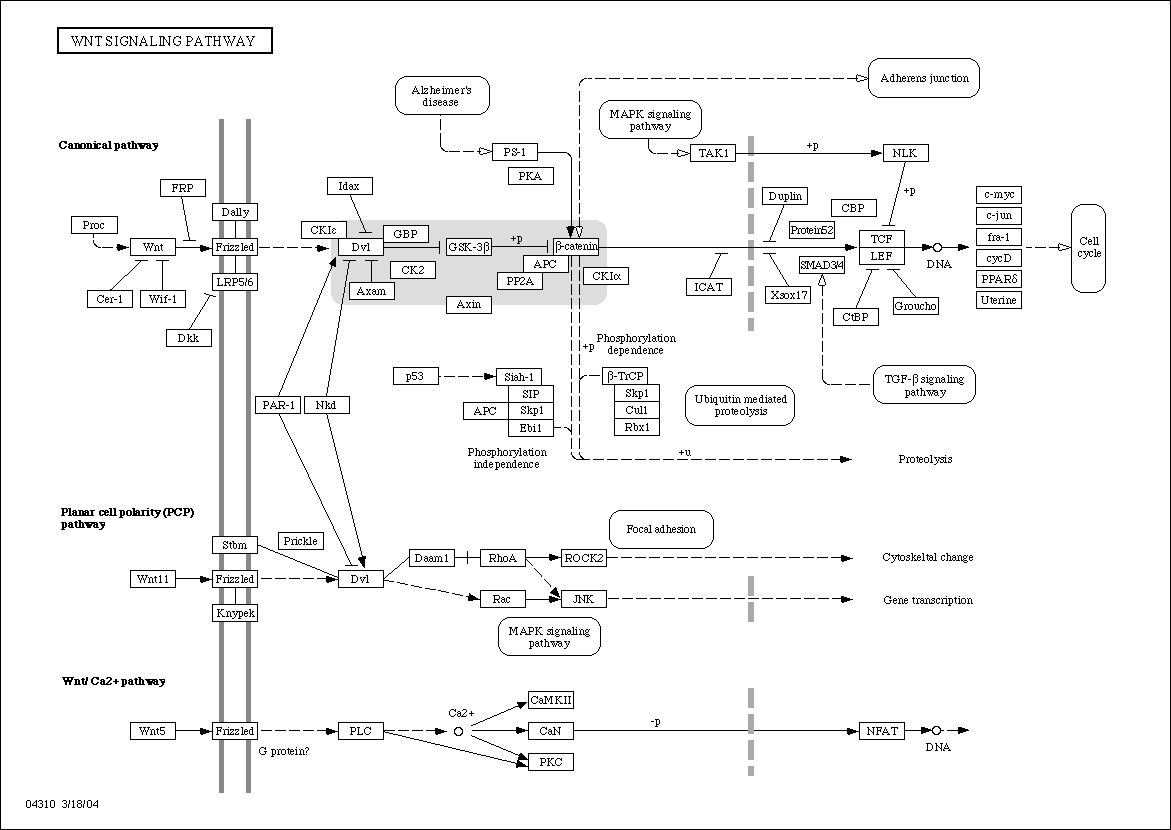 WNT SIGNALING PATHWAY
Adherens junction
Alzheimer's
disease
MAPK signaling
pathway
Canonical pathway
PS-1
TAK1
+p
NLK
PKA
+p
FRP
Idax
Duplin
c-myc
Dally
CBP
c-jun
Proc
CKIε
GBP
Protein52
Wnt
Frizzled
Dvl
GSK-3β
+p
β-catenin
TCF
LEF
DNA
fra-1
cycD
Cell
cycle
APC
SMAD3/4
CK2
PP2A
CKIα
PPARδ
LRP5/6
Cer-1
Wif-1
Axam
Axin
ICAT
Xsox17
Groucho
Uterine
CtBP
Dkk
+p
Phosphorylation
dependence
p53
Siah-1
β-TrCP
TGF-β signaling
pathway
SIP
Skp1
PAR-1
Nkd
APC
Skp1
Cul1
Ubiquitin mediated
proteolysis
Ebi1
Rbx1
Phosphorylation
independence
+u
Proteolysis
Planar cell polarity (PCP)
pathway
Focal adhesion
Stbm
Prickle
Daam1
RhoA
ROCK2
Cytoskeltal change
Wnt11
Frizzled
Dvl
Rac
JNK
Gene transcription
Knypek
MAPK signaling
pathway
Wnt/ Ca2+ pathway
CaMKII
Ca2+
Wnt5
Frizzled
PLC
CaN
-p
NFAT
DNA
G protein?
PKC
04310 3/18/04